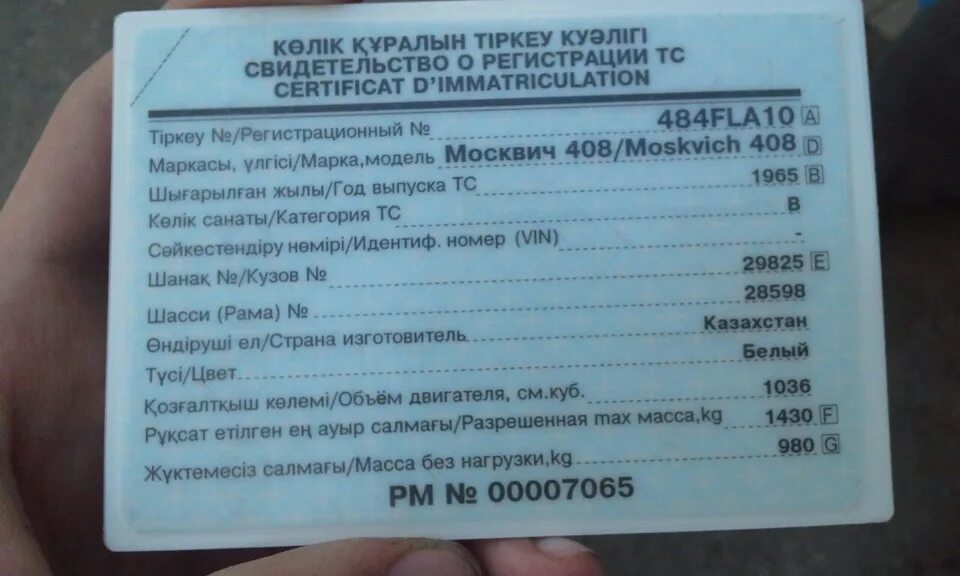 КӨЛІК ҚҰРАЛЫН ТІРКЕУ КУӘЛІГІ
СВИДЕТЕЛЬСТВО О РЕГИСТРАЦИИ ТС
CERTIFICAT D'IMMATRICULATION
Тіркеу №/Регистрационный № 484FLA10 A
Маркасы, үлгісі/Марка,модель Москвич 408/Moskvich 408 D
Шығарылған жылы/Год выпуска ТС 1965 B
Көлік санаты/Категория ТС B
Сәйкестендіру нөмірі/Идентиф. номер (VIN) -
Шанақ №/Кузов № 29825 E
Шасси (Рама) № 28598
Өндіруші ел/Страна изготовитель Казахстан
Түсі/Цвет Белый
Қозғалтқыш көлемі/Объём двигателя, см.куб. 1036
Рұқсат етілген ең ауыр салмағы/Разрешенная max масса,kg 1430 F
Жүктемесіз салмағы/Масса без нагрузки,kg 980 G
РМ № 00007065